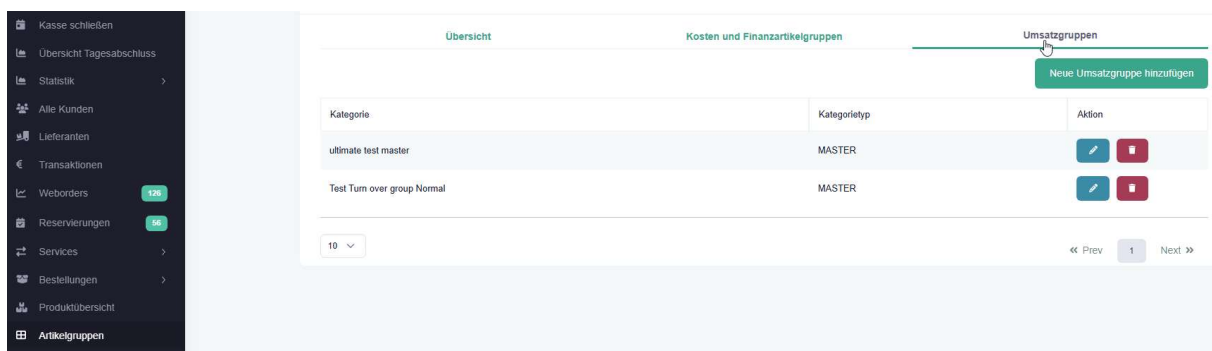 Kasse schließen
Übersicht Tagesabschluss
Statistik
Alle Kunden
Lieferanten
Transaktionen
Weborders 126
Reservierungen 56
Services
Bestellungen
Produktübersicht
Artikelgruppen
Übersicht Kosten und Finanzartikelgruppen Umsatzgruppen
Neue Umsatzgruppe hinzufügen
Kategorie Kategorietyp Aktion
ultimate test master MASTER
Test Turn over group Normal MASTER
10
« Prev 1 Next »